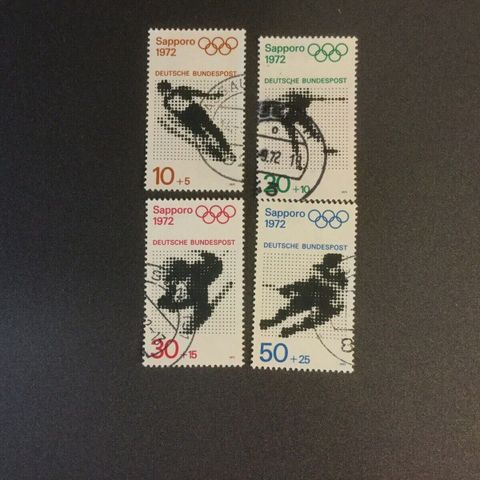 Sapporo
1972
DEUTSCHE BUNDESPOST
10+5
Sapporo
1972
DEUTSCHE BUNDESPOST
20+10
Sapporo
1972
DEUTSCHE BUNDESPOST
30+15
Sapporo
1972
DEUTSCHE BUNDESPOST
50+25